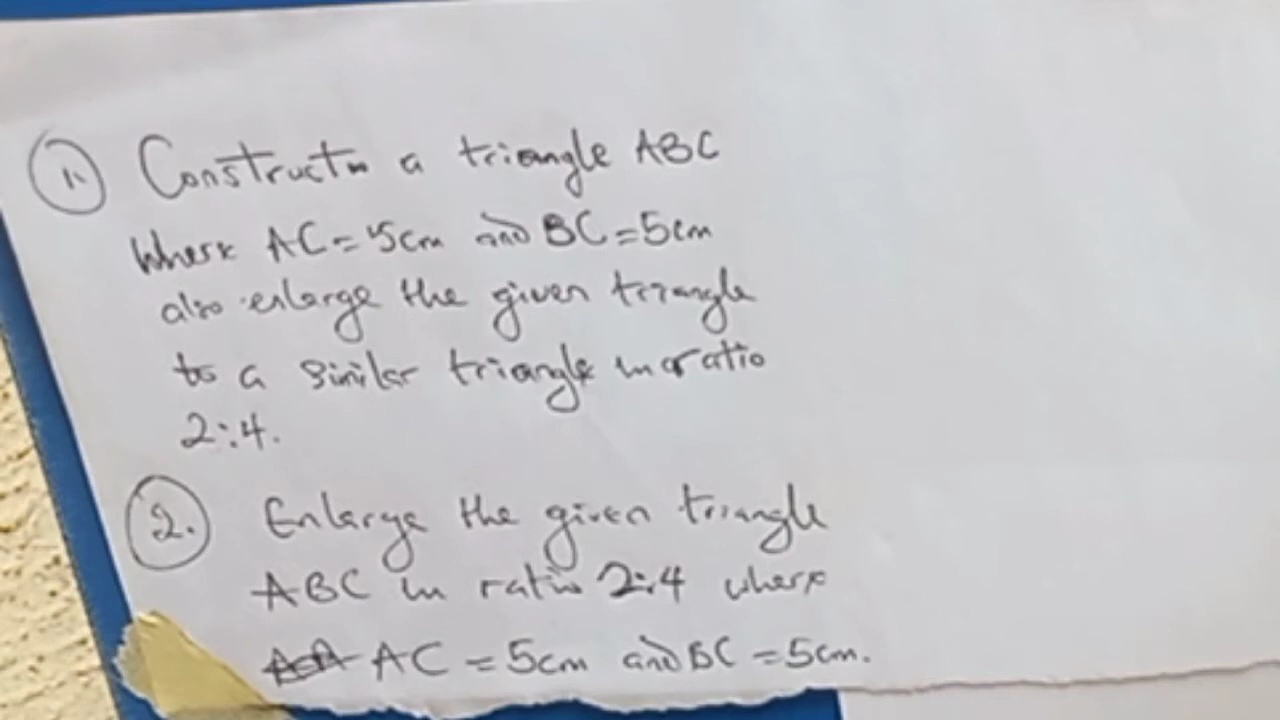 1. Construct a triangle ABC
where AC = 5cm and BC = 5cm
also enlarge the given triangle
to a similar triangle in ratio
2:4.
2. Enlarge the given triangle
ABC in ratio 2:4 where
AC = 5cm and BC = 5cm.